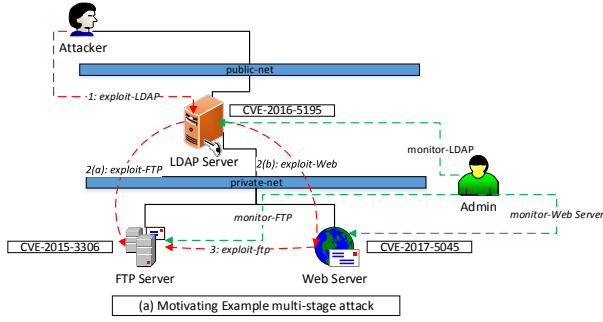 Attacker
public-net
1: exploit-LDAP
CVE-2016-5195
LDAP Server
monitor-LDAP
2(a): exploit-FTP
2(b): exploit-Web
private-net
Admin
monitor-FTP
monitor-Web Server
CVE-2015-3306
3: exploit-ftp
CVE-2017-5045
FTP Server
Web Server
(a) Motivating Example multi-stage attack